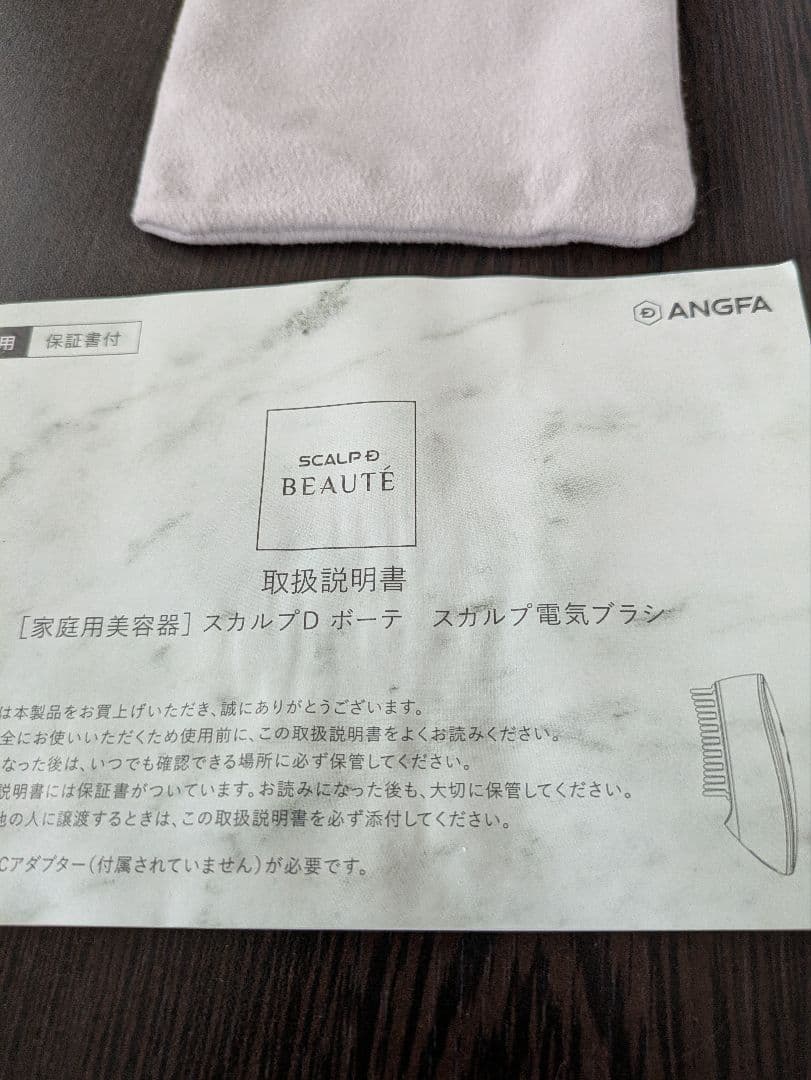 ANGFA
用 保証書付
SCALP D
BEAUTÉ
取扱説明書
[家庭用美容器] スカルプD ボーテ スカルプ電気ブラシ
は本製品をお買上げいただき、誠にありがとうございます。
全にお使いいただくため使用前に、この取扱説明書をよくお読みください。
なった後は、いつでも確認できる場所に必ず保管してください。
説明書には保証書がついています。お読みになった後も、大切に保管してください。
他の人に譲渡するときは、この取扱説明書を必ず添付してください。
Cアダプター(付属されていません)が必要です。